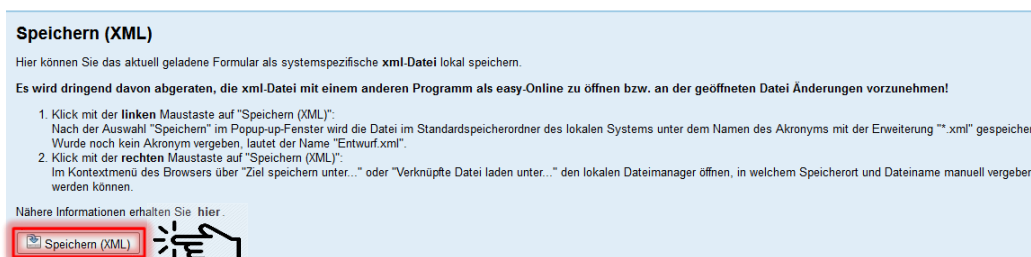 Speichern (XML)
Hier können Sie das aktuell geladene Formular als systemspezifische xml-Datei lokal speichern.
Es wird dringend davon abgeraten, die xml-Datei mit einem anderen Programm als easy-Online zu öffnen bzw. an der geöffneten Datei Änderungen vorzunehmen!
1. Klick mit der linken Maustaste auf "Speichern (XML)":
Nach der Auswahl "Speichern" im Popup-up-Fenster wird die Datei im Standardspeicherordner des lokalen Systems unter dem Namen des Akronyms mit der Erweiterung "*.xml" gespeicher
Wurde noch kein Akronym vergeben, lautet der Name "Entwurf.xml".
2. Klick mit der rechten Maustaste auf "Speichern (XML)":
Im Kontextmenü des Browsers über "Ziel speichern unter..." oder "Verknüpfte Datei laden unter..." den lokalen Dateimanager öffnen, in welchem Speicherort und Dateiname manuell vergeben
werden können.
Nähere Informationen erhalten Sie hier.
Speichern (XML)